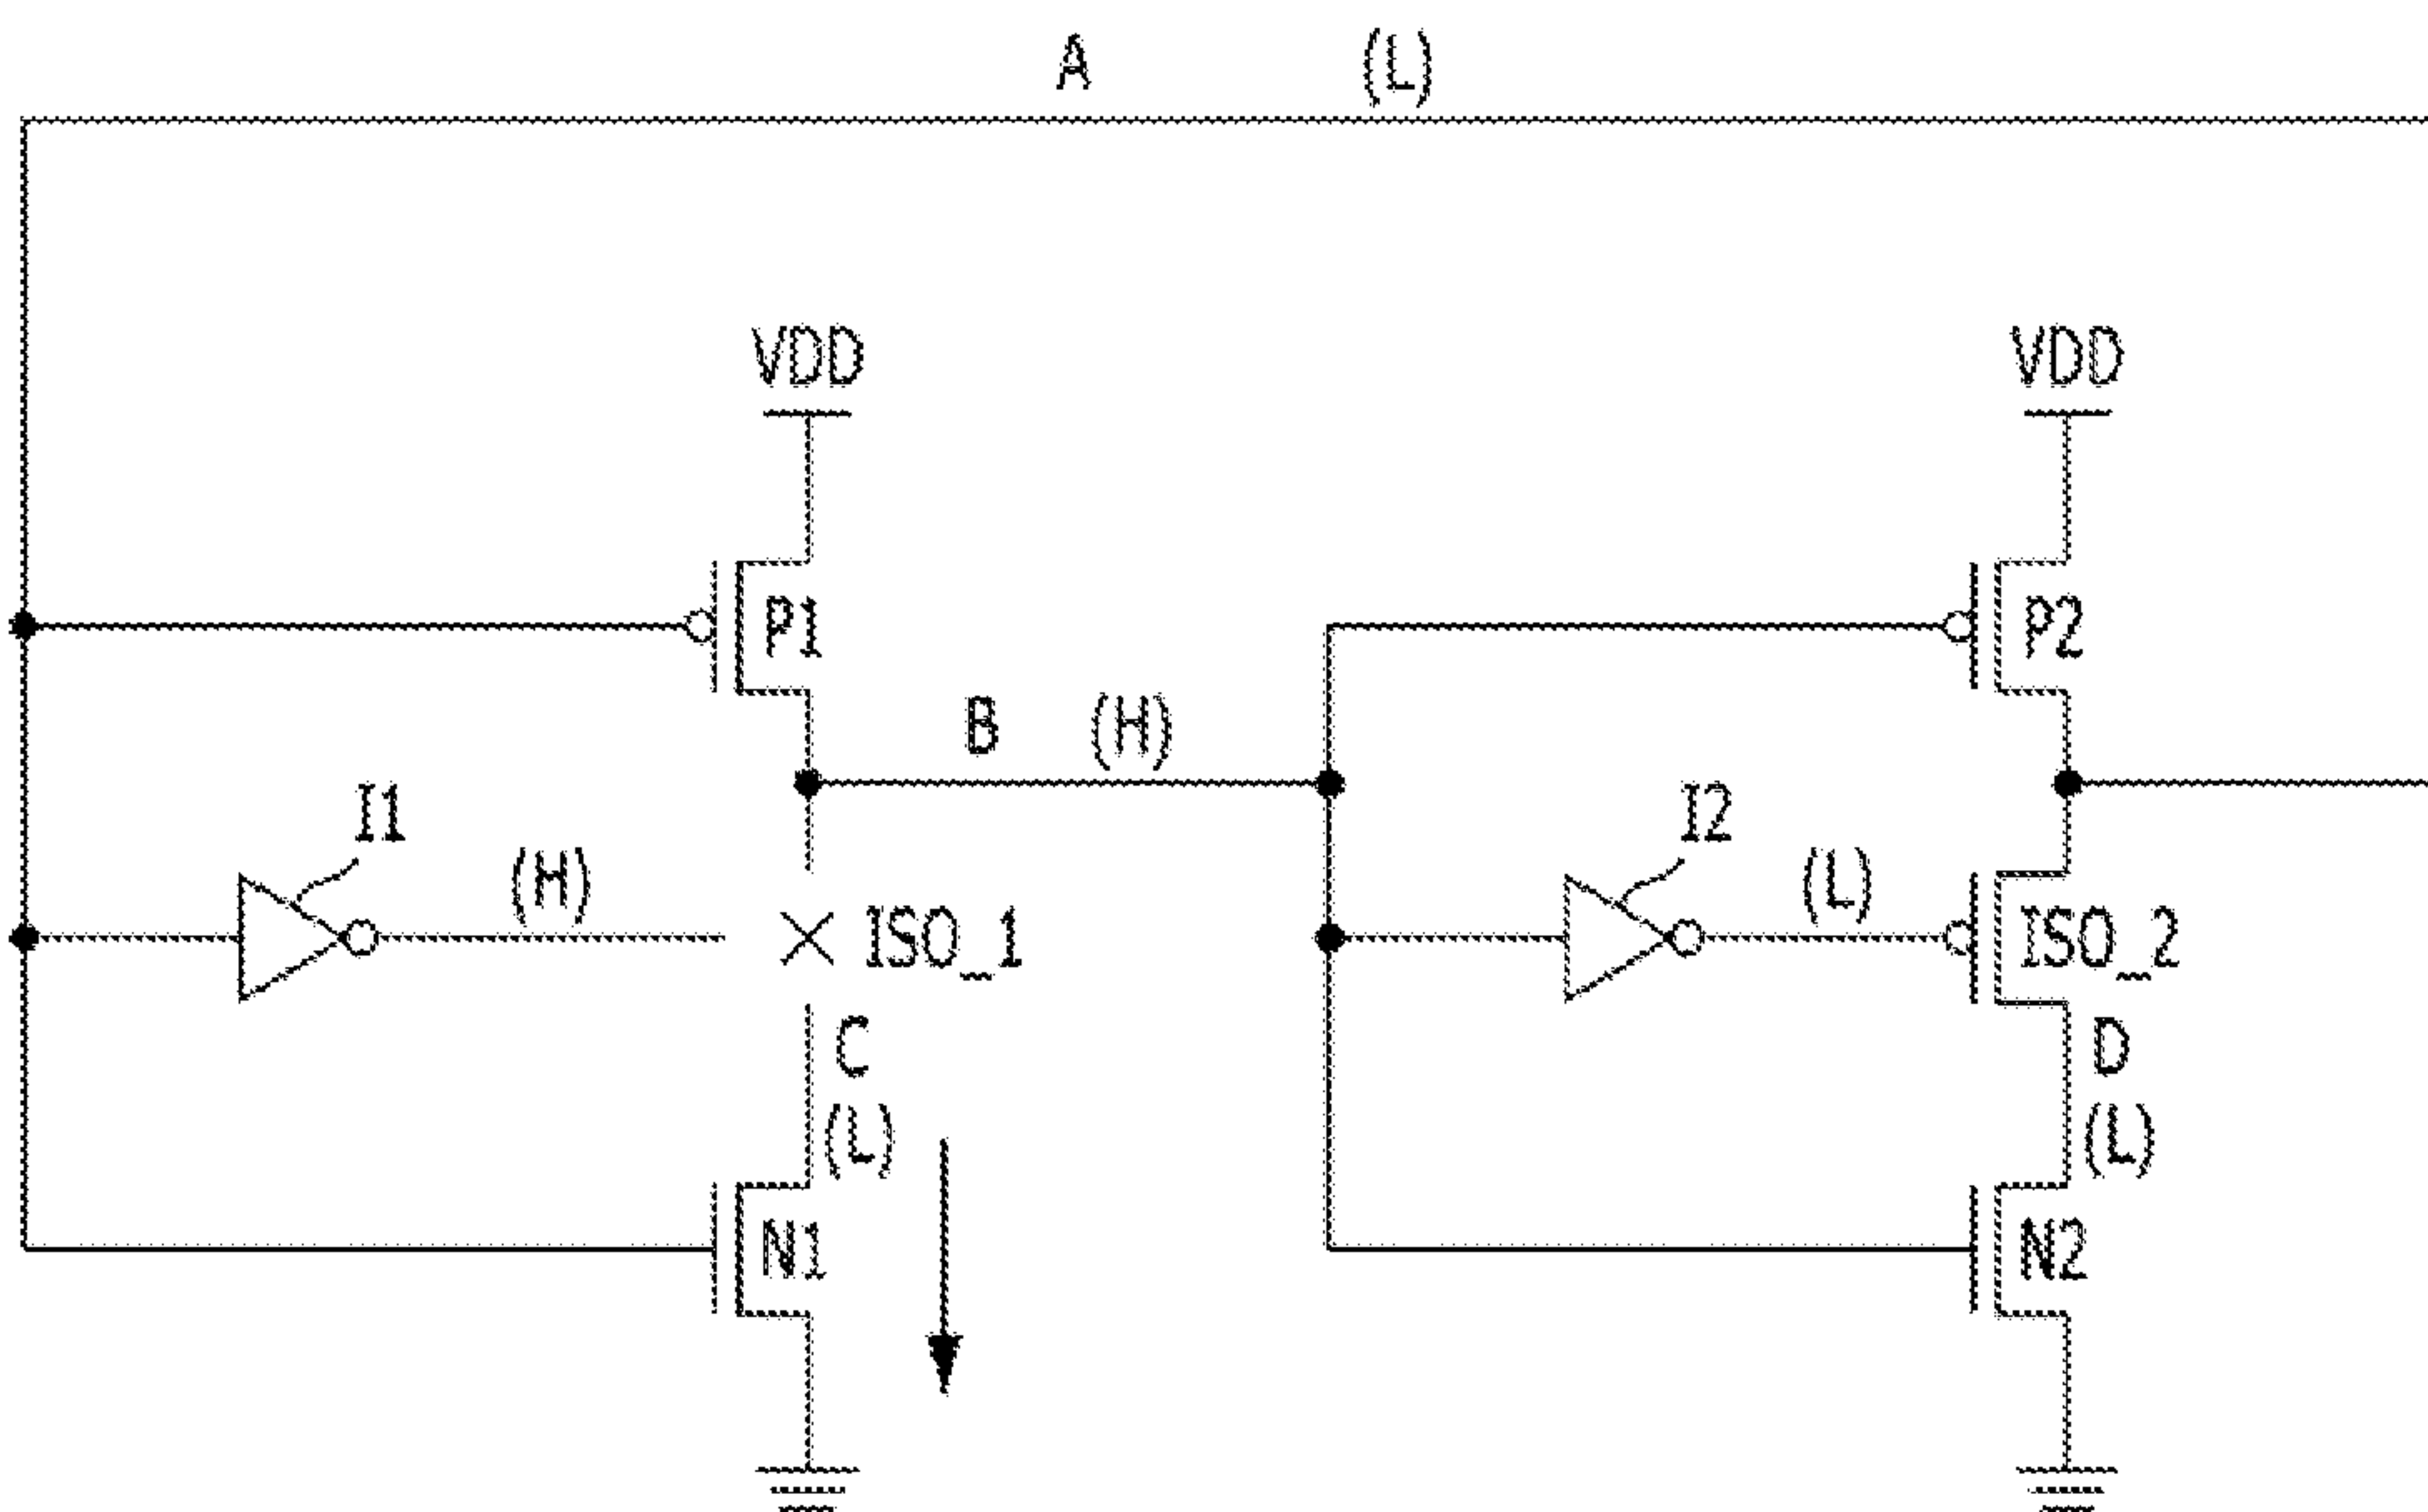 A (L)
VDD VDD
P1 P2
B (H)
I1 I2
(H) (L)
ISO_1 ISO_2
C D
(L) (L)
N1 N2